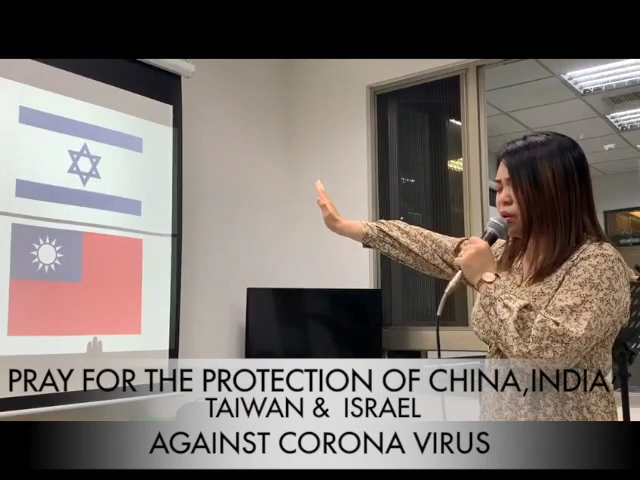 PRAY FOR THE PROTECTION OF CHINA,INDIA
TAIWAN & ISRAEL
AGAINST CORONA VIRUS